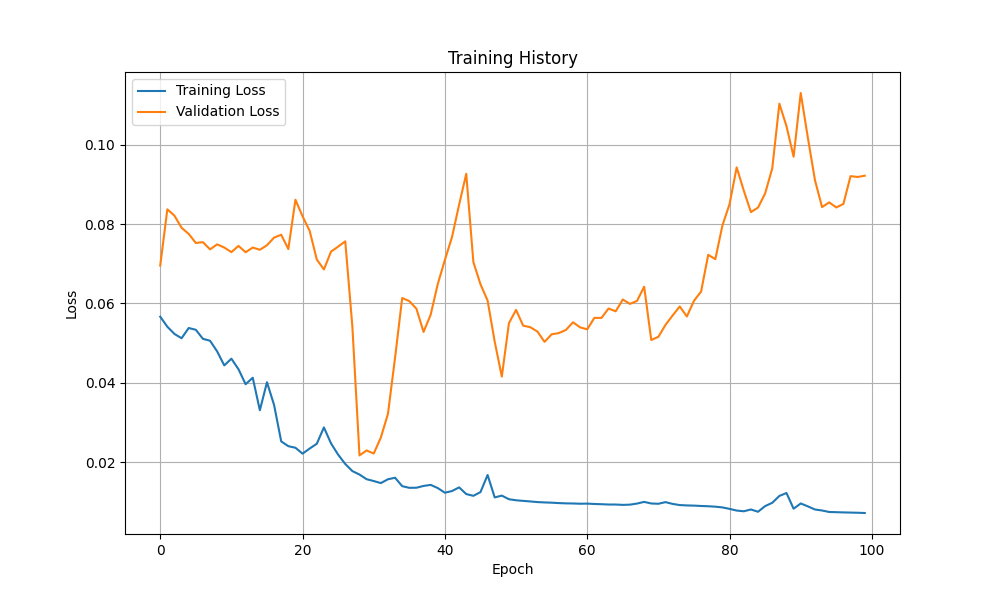 Training History
Training Loss
Validation Loss
Loss
0.10
0.08
0.06
0.04
0.02
0 20 40 60 80 100
Epoch